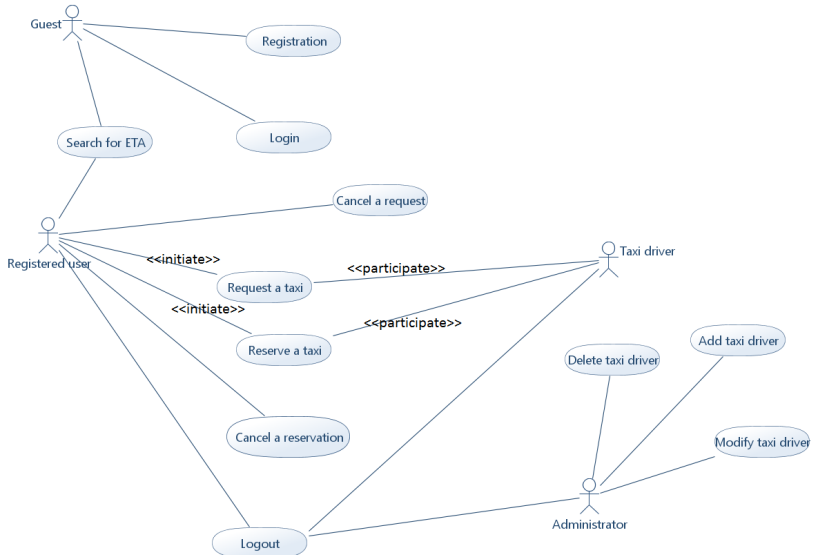 Guest
Registration
Login
Search for ETA
Cancel a request
Registered user
<<initiate>>
Request a taxi
<<participate>>
Taxi driver
<<initiate>>
Reserve a taxi
<<participate>>
Delete taxi driver
Add taxi driver
Cancel a reservation
Modify taxi driver
Administrator
Logout